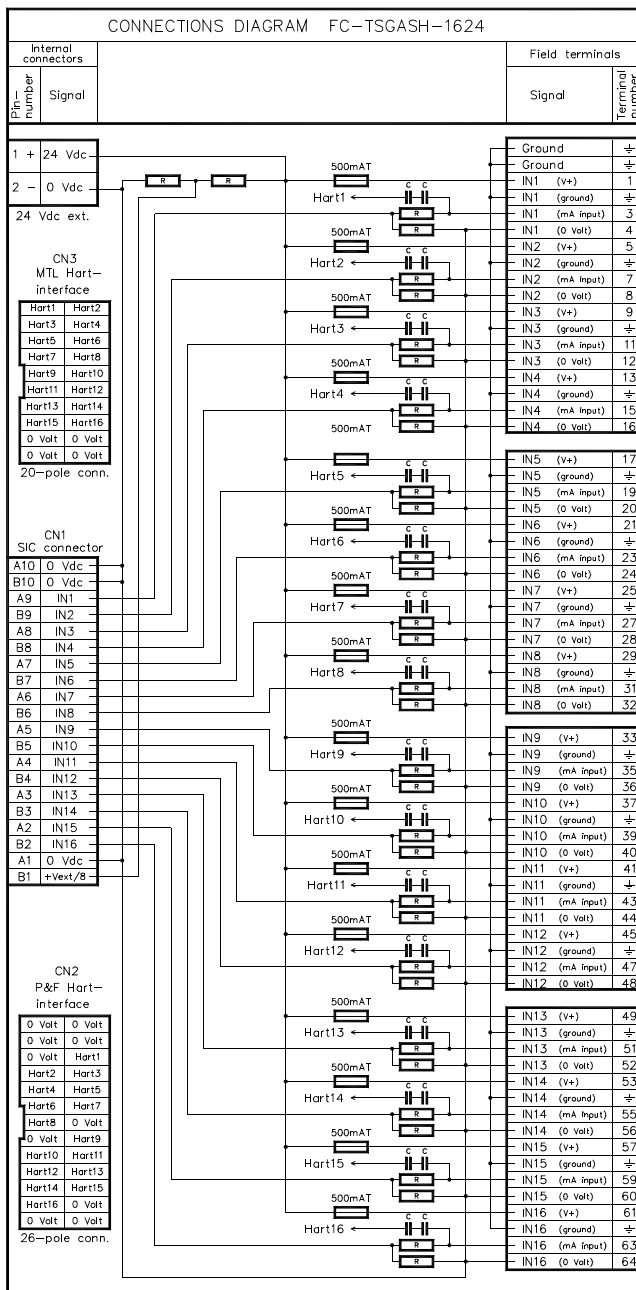 CONNECTIONS DIAGRAM FC-TSGASH-1624
Internal connectors
Field terminals
Pin-number
Signal
Signal
Terminal number
1 + 24 Vdc
2 - 0 Vdc
24 Vdc ext.
CN3
MTL Hart-
interface
Hart1 Hart2
Hart3 Hart4
Hart5 Hart6
Hart7 Hart8
Hart9 Hart10
Hart11 Hart12
Hart13 Hart14
Hart15 Hart16
0 Volt 0 Volt
0 Volt 0 Volt
20-pole conn.
CN1
SIC connector
A10 0 Vdc
B10 0 Vdc
A9 IN1
B9 IN2
A8 IN3
B8 IN4
A7 IN5
B7 IN6
A6 IN7
B6 IN8
A5 IN9
B5 IN10
A4 IN11
B4 IN12
A3 IN13
B3 IN14
A2 IN15
B2 IN16
A1 0 Vdc
B1 +Vext/8
CN2
P&F Hart-
interface
0 Volt 0 Volt
0 Volt 0 Volt
0 Volt Hart1
Hart2 Hart3
Hart4 Hart5
Hart6 Hart7
Hart8 0 Volt
0 Volt Hart9
Hart10 Hart11
Hart12 Hart13
Hart14 Hart15
Hart16 0 Volt
0 Volt 0 Volt
26-pole conn.
R R
500mAT
Hart1 C C
R
R
500mAT
Hart2 C C
R
R
500mAT
Hart3 C C
R
R
500mAT
Hart4 C C
R
R
500mAT
Hart5 C C
R
R
500mAT
Hart6 C C
R
R
500mAT
Hart7 C C
R
R
500mAT
Hart8 C C
R
R
500mAT
Hart9 C C
R
R
500mAT
Hart10 C C
R
R
500mAT
Hart11 C C
R
R
500mAT
Hart12 C C
R
R
500mAT
Hart13 C C
R
R
500mAT
Hart14 C C
R
R
500mAT
Hart15 C C
R
R
500mAT
Hart16 C C
R
R
Ground
Ground
IN1 (V+) 1
IN1 (ground)
IN1 (mA input) 3
IN1 (0 Volt) 4
IN2 (V+) 5
IN2 (ground)
IN2 (mA Input) 7
IN2 (0 Volt) 8
IN3 (V+) 9
IN3 (ground)
IN3 (mA input) 11
IN3 (0 Volt) 12
IN4 (V+) 13
IN4 (ground)
IN4 (mA Input) 15
IN4 (0 Volt) 16
IN5 (V+) 17
IN5 (ground)
IN5 (mA input) 19
IN5 (0 Volt) 20
IN6 (V+) 21
IN6 (ground)
IN6 (mA input) 23
IN6 (0 Volt) 24
IN7 (V+) 25
IN7 (ground)
IN7 (mA input) 27
IN7 (0 Volt) 28
IN8 (V+) 29
IN8 (ground)
IN8 (mA input) 31
IN8 (0 Volt) 32
IN9 (V+) 33
IN9 (ground)
IN9 (mA input) 35
IN9 (0 Volt) 36
IN10 (V+) 37
IN10 (ground)
IN10 (mA input) 39
IN10 (0 Volt) 40
IN11 (V+) 41
IN11 (ground)
IN11 (mA input) 43
IN11 (0 Volt) 44
IN12 (V+) 45
IN12 (ground)
IN12 (mA input) 47
IN12 (0 Volt) 48
IN13 (V+) 49
IN13 (ground)
IN13 (mA input) 51
IN13 (0 Volt) 52
IN14 (V+) 53
IN14 (ground)
IN14 (mA Input) 55
IN14 (0 Volt) 56
IN15 (V+) 57
IN15 (ground)
IN15 (mA input) 59
IN15 (0 Volt) 60
IN16 (V+) 61
IN16 (ground)
IN16 (mA input) 63
IN16 (0 Volt) 64